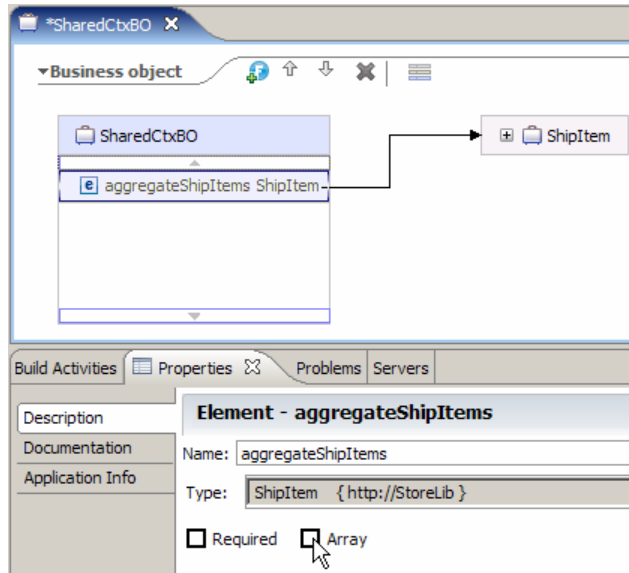 *SharedCtxBO
Business object
SharedCtxBO
ShipItem
e aggregateShipItems ShipItem
Build Activities Properties Problems Servers
Description
Documentation
Application Info
Element - aggregateShipItems
Name: aggregateShipItems
Type: ShipItem { http://StoreLib }
Required Array